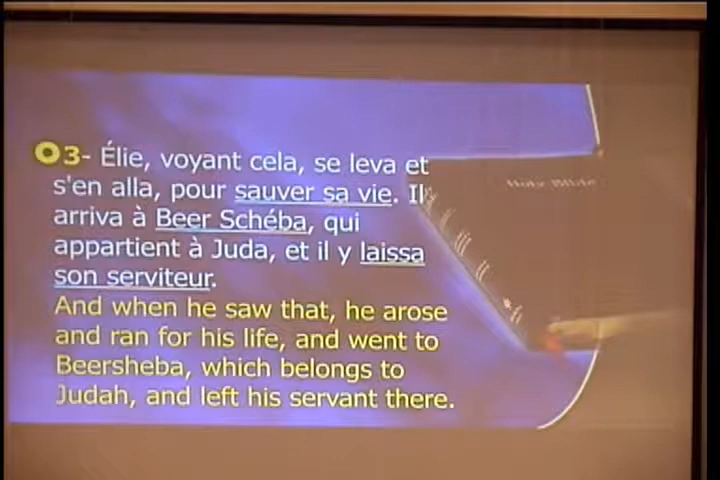 3- Élie, voyant cela, se leva et
s'en alla, pour sauver sa vie. Il
arriva à Beer Schéba, qui
appartient à Juda, et il y laissa
son serviteur.
And when he saw that, he arose
and ran for his life, and went to
Beersheba, which belongs to
Judah, and left his servant there.
Holy Bible